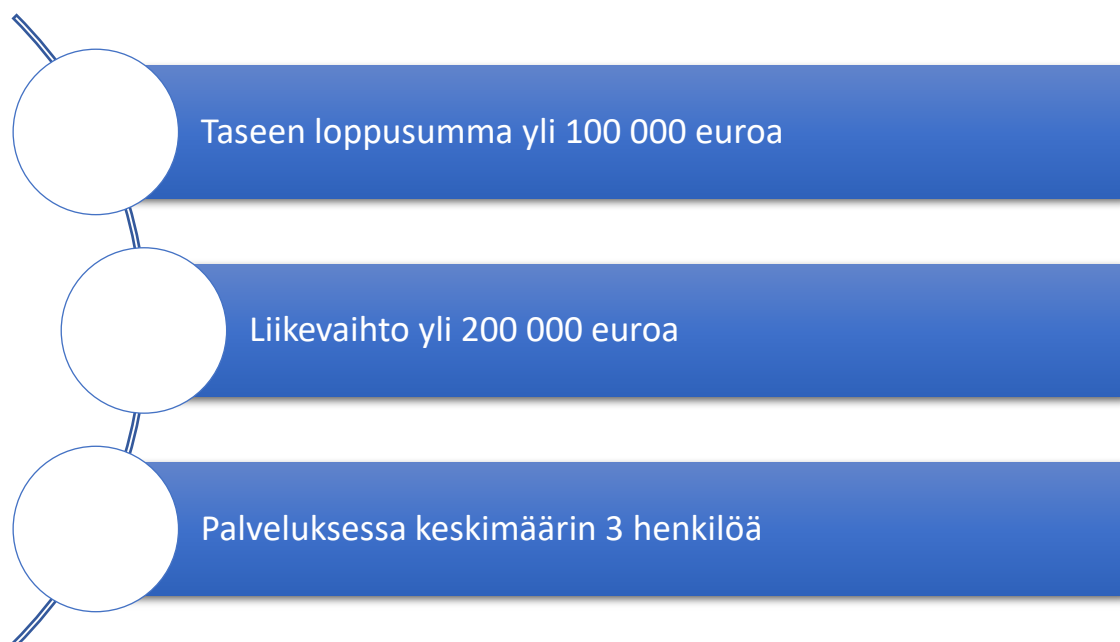 Taseen loppusumma yli 100 000 euroa
Liikevaihto yli 200 000 euroa
Palveluksessa keskimäärin 3 henkilöä